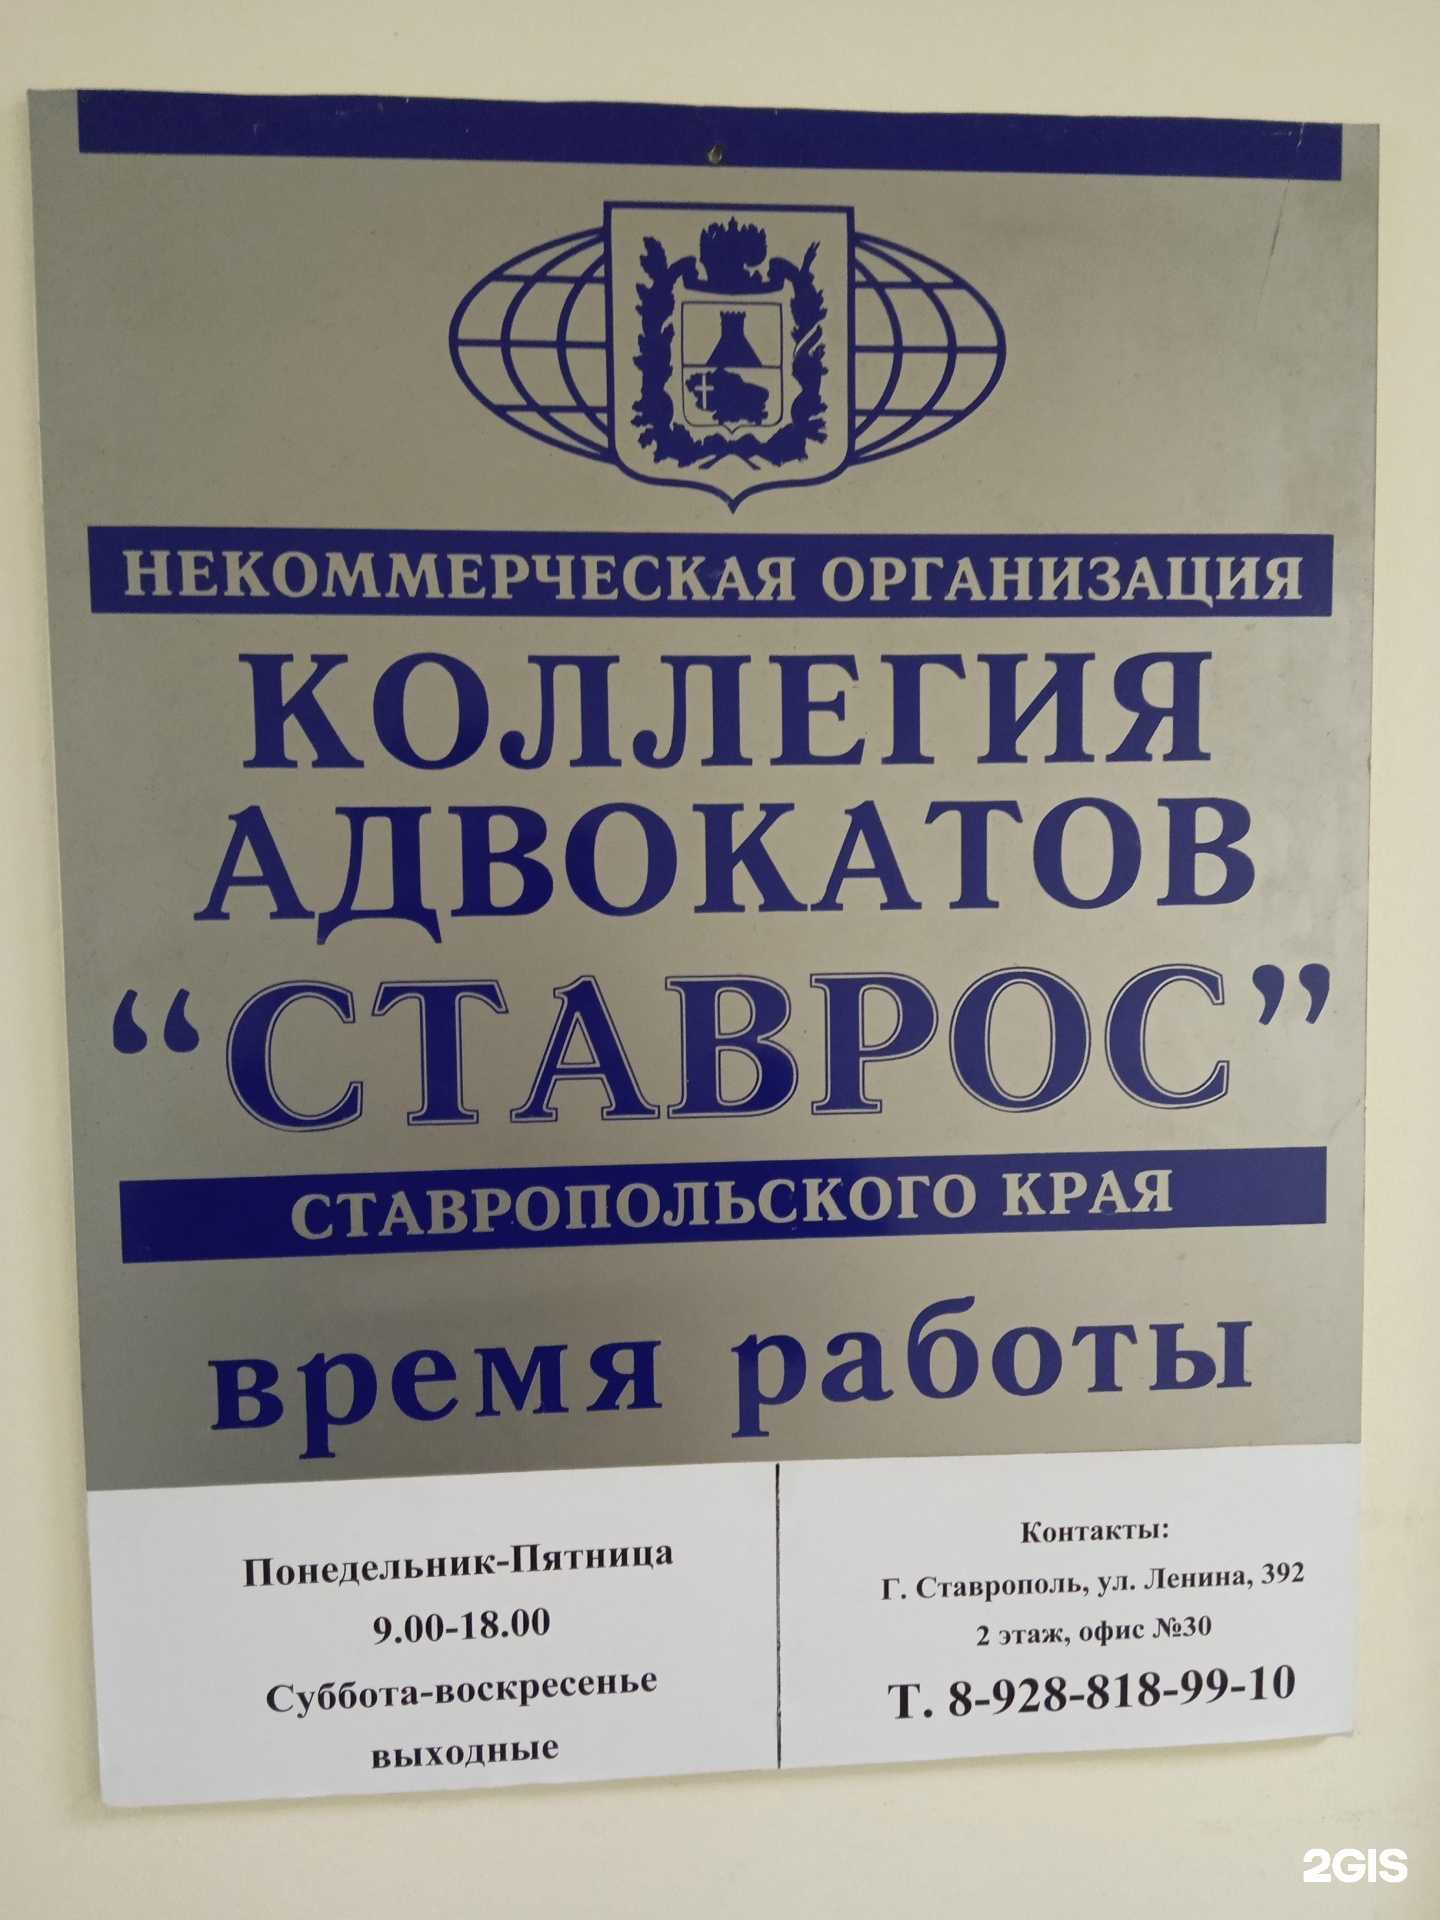 НЕКОММЕРЧЕСКАЯ ОРГАНИЗАЦИЯ
КОЛЛЕГИЯ
АДВОКАТОВ
“СТАВРОС”
СТАВРОПОЛЬСКОГО КРАЯ
время работы
Понедельник-Пятница
9.00-18.00
Суббота-воскресенье
выходные
Контакты:
Г. Ставрополь, ул. Ленина, 392
2 этаж, офис №30
Т. 8-928-818-99-10
2GIS